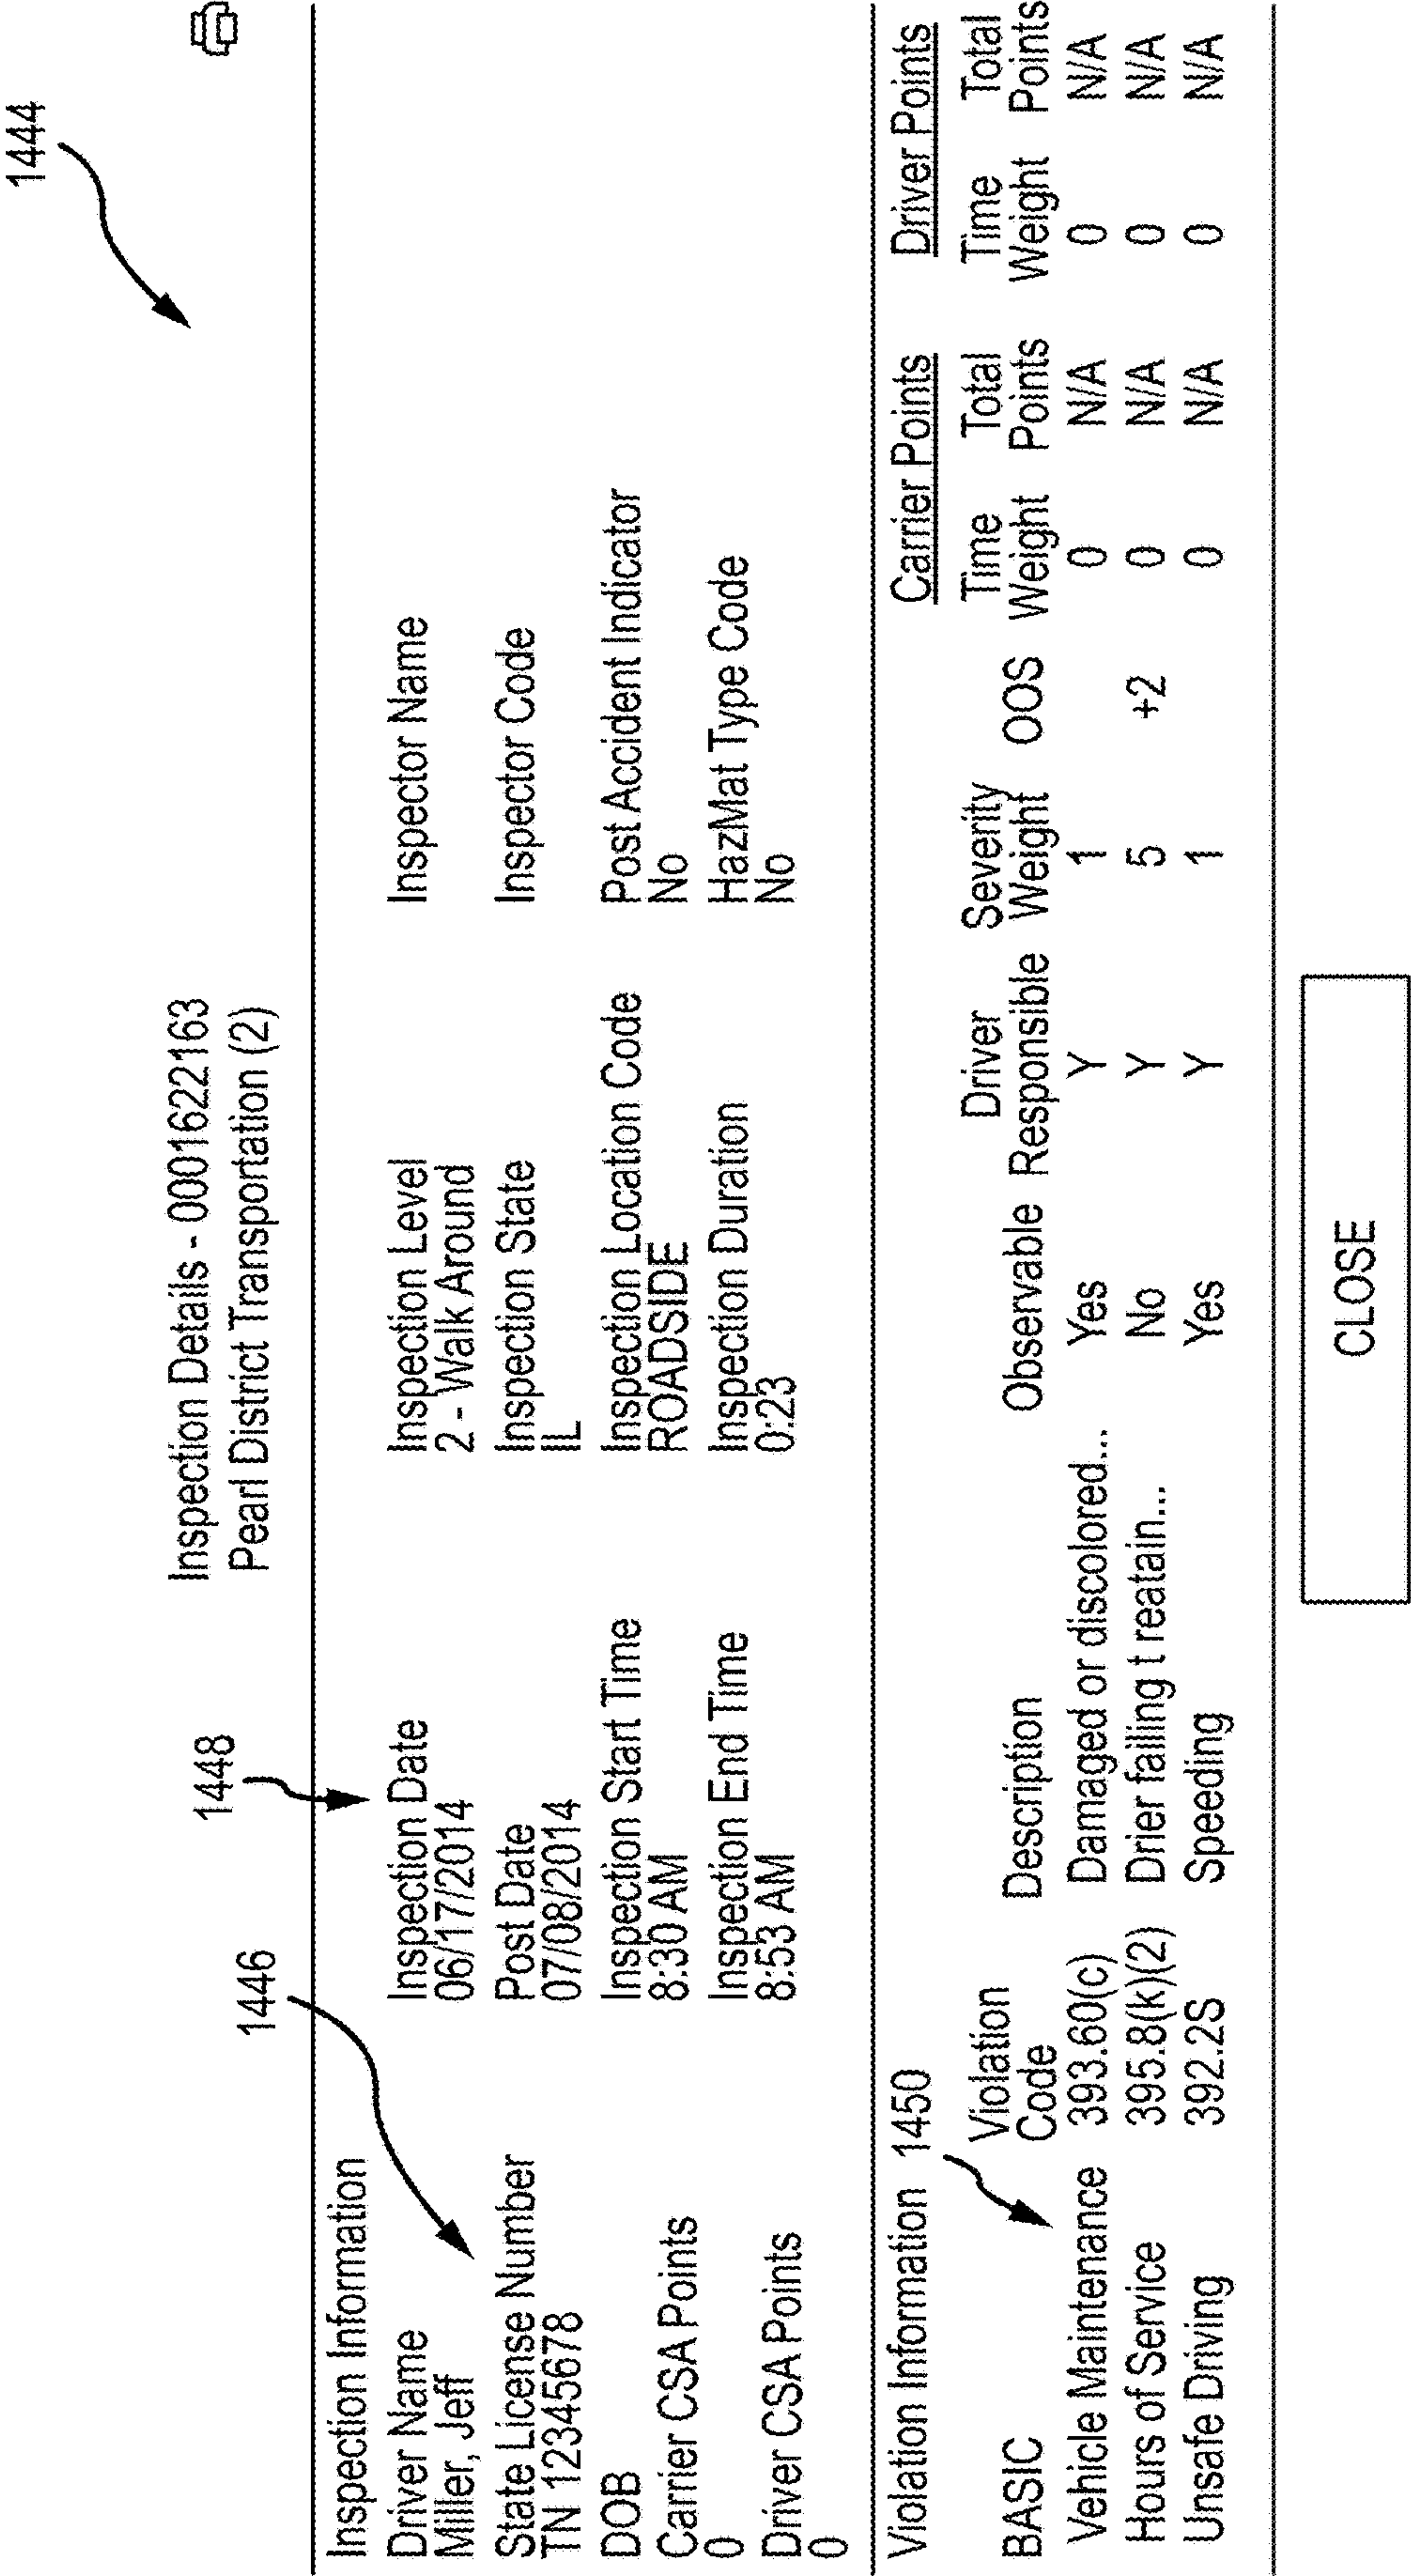 1444
Inspection Details - 0001622163
Pearl District Transportation (2)
1446
1448
Inspection Information
Driver Name
Miller, Jeff
State License Number
TN 12345678
DOB
Carrier CSA Points
0
Driver CSA Points
0
Inspection Date
06/17/2014
Post Date
07/08/2014
Inspection Start Time
8:30 AM
Inspection End Time
8:53 AM
Inspection Level
2 - Walk Around
Inspection State
IL
Inspection Location Code
ROADSIDE
Inspection Duration
0:23
Inspector Name
Inspector Code
Post Accident Indicator
No
HazMat Type Code
No
Violation Information 1450
Carrier Points Driver Points
BASIC Violation Code Description Observable Driver Responsible Severity Weight OOS Time Weight Total Points Time Weight Total Points
Vehicle Maintenance 393.60(c) Damaged or discolored... Yes Y 1 0 N/A 0 N/A
Hours of Service 395.8(k)(2) Drier failing t reatain... No Y 5 +2 0 N/A 0 N/A
Unsafe Driving 392.2S Speeding Yes Y 1 0 N/A 0 N/A
CLOSE